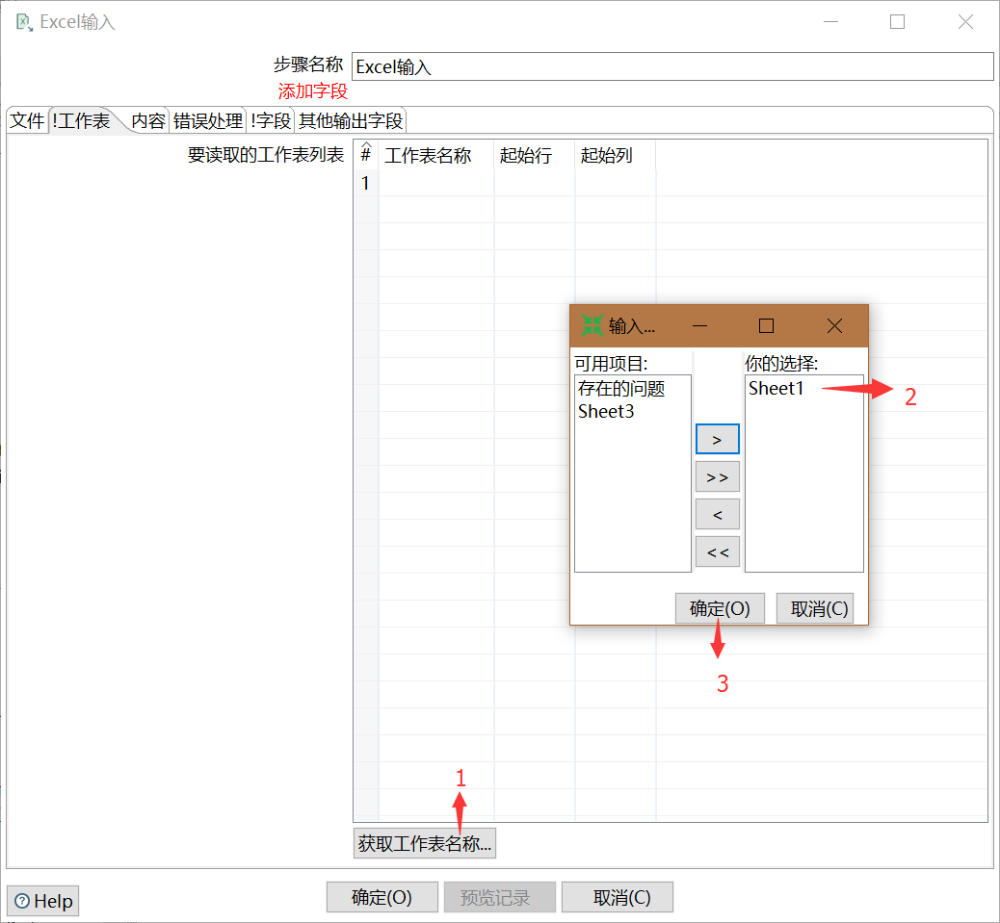 Excel输入
步骤名称 Excel输入
添加字段
文件 !工作表 内容 错误处理 !字段 其他输出字段
要读取的工作表列表 # 工作表名称 起始行 起始列
1
输入...
可用项目: 你的选择:
存在的问题 Sheet1 2
Sheet3
>
>>
<
<<
确定(O) 取消(C)
3
1
获取工作表名称...
Help 确定(O) 预览记录 取消(C)